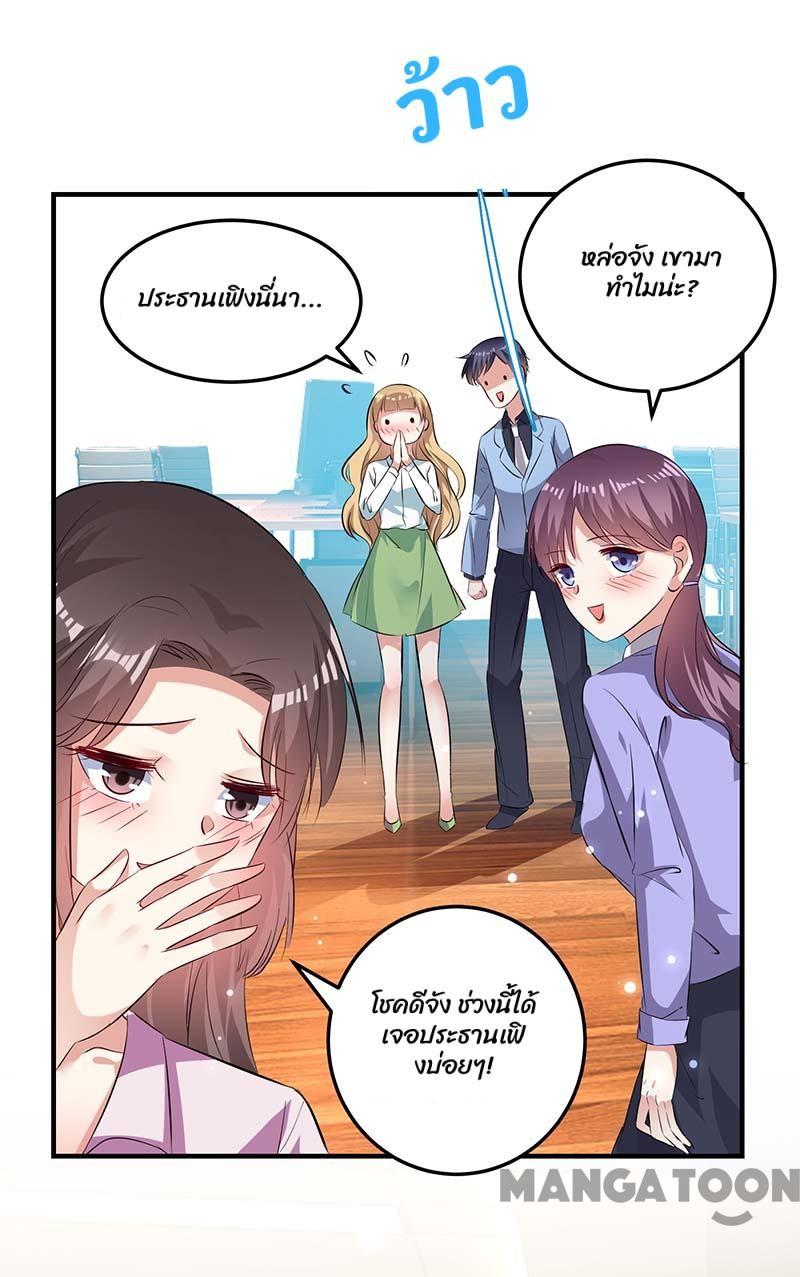 ว้าว
ประธานเฟิงนี่นา...
หล่อจัง เขามา
ทำไมน่ะ?
โชคดีจัง ช่วงนี้ได้
เจอประธานเฟิ
งบ่อยๆ!
MANGATOON